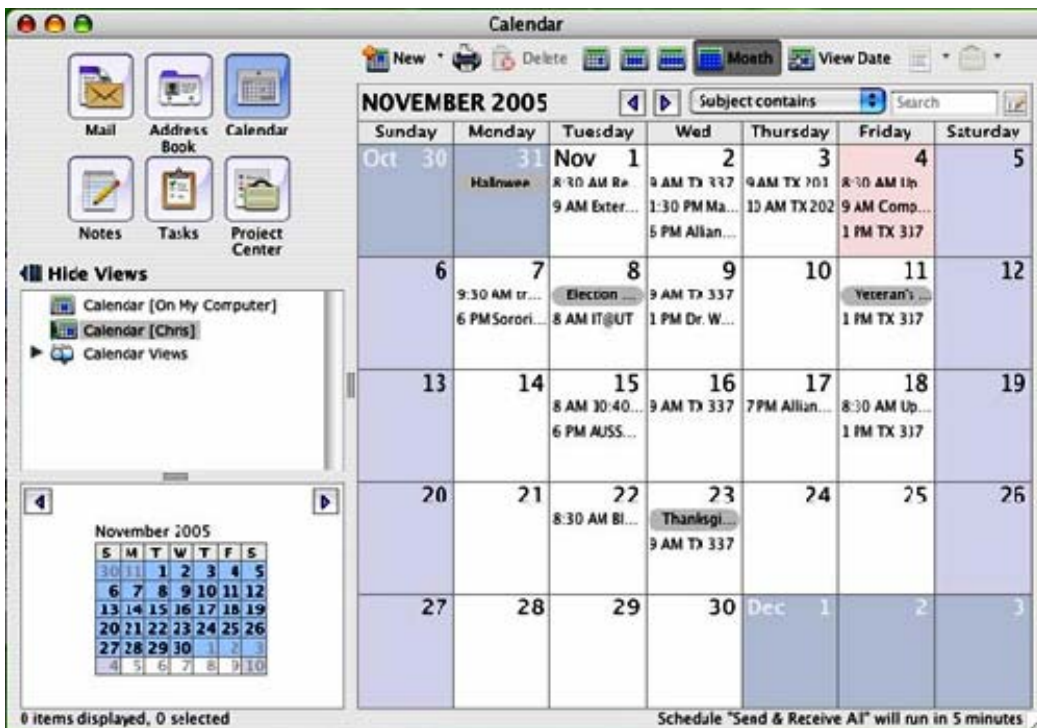 Calendar
New Delete Month View Date
Mail Address Book Calendar
Notes Tasks Project Center
Hide Views
Calendar [On My Computer]
Calendar [Chris]
Calendar Views
November 2005
S M T W T F S
30 31 1 2 3 4 5
6 7 8 9 10 11 12
13 14 15 16 17 18 19
20 21 22 23 24 25 26
27 28 29 30 1 2 3
4 5 6 7 8 9 10
0 items displayed, 0 selected
NOVEMBER 2005 Subject contains Search
Sunday Monday Tuesday Wed Thursday Friday Saturday
Oct 30 31 Nov 1 2 3 4 5
Hallowee 8:30 AM Re... 9 AM TX 337 9AM TX 201 8:30 AM Up...
9 AM Exter... 1:30 PM Ma... 10 AM TX 202 9 AM Comp...
6 PM Allian... 1 PM TX 337
6 7 8 9 10 11 12
9:30 AM tr... Election ... 9 AM TX 337 Veteran's ...
6 PM Sorori... 8 AM IT@UT 1 PM Dr. W... 1 PM TX 337
13 14 15 16 17 18 19
8 AM 10:40... 9 AM TX 337 7 PM Allian... 8:30 AM Up...
6 PM AUSS... 1 PM TX 337
20 21 22 23 24 25 26
8:30 AM Bl... Thanksgi...
9 AM TX 337
27 28 29 30 Dec 1 2 3
Schedule "Send & Receive All" will run in 5 minutes